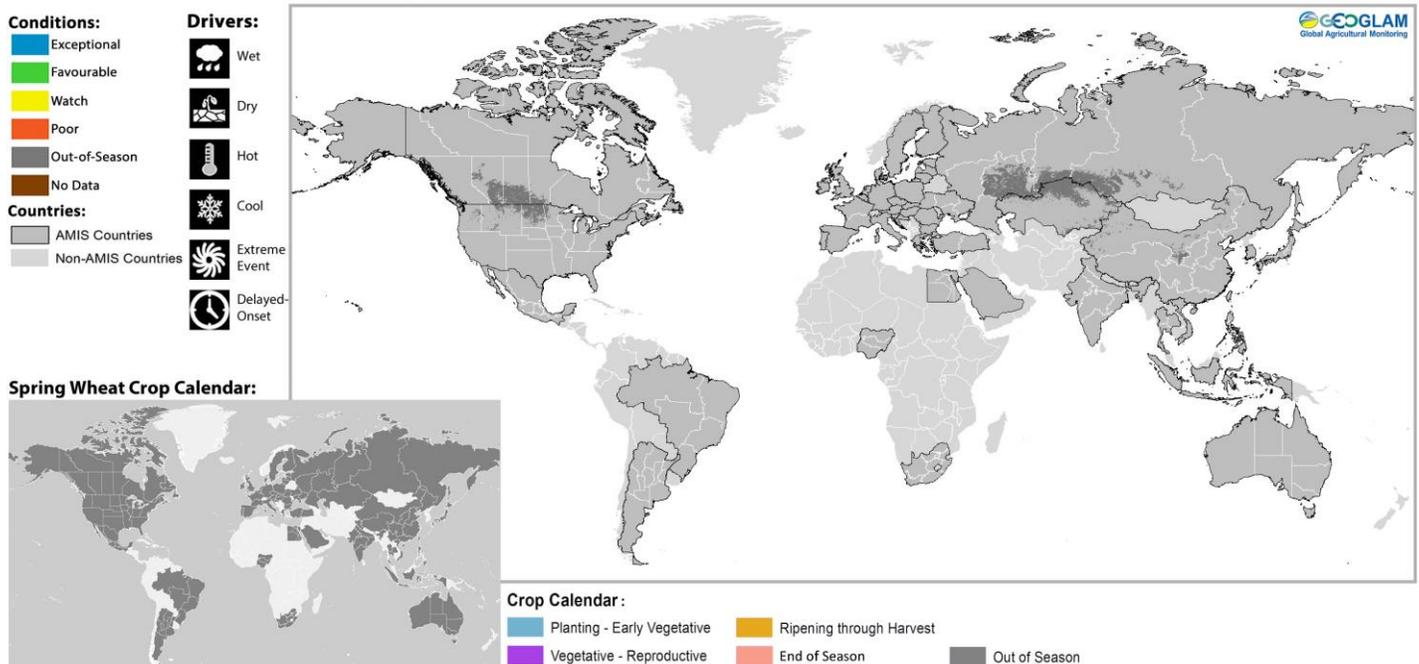 Conditions:
Exceptional
Favourable
Watch
Poor
Out-of-Season
No Data
Countries:
AMIS Countries
Non-AMIS Countries
Drivers:
Wet
Dry
Hot
Cool
Extreme
Event
Delayed-
Onset
GEOGLAM
Global Agricultural Monitoring
Spring Wheat Crop Calendar:
Crop Calendar :
Planting - Early Vegetative
Ripening through Harvest
Vegetative - Reproductive
End of Season
Out of Season